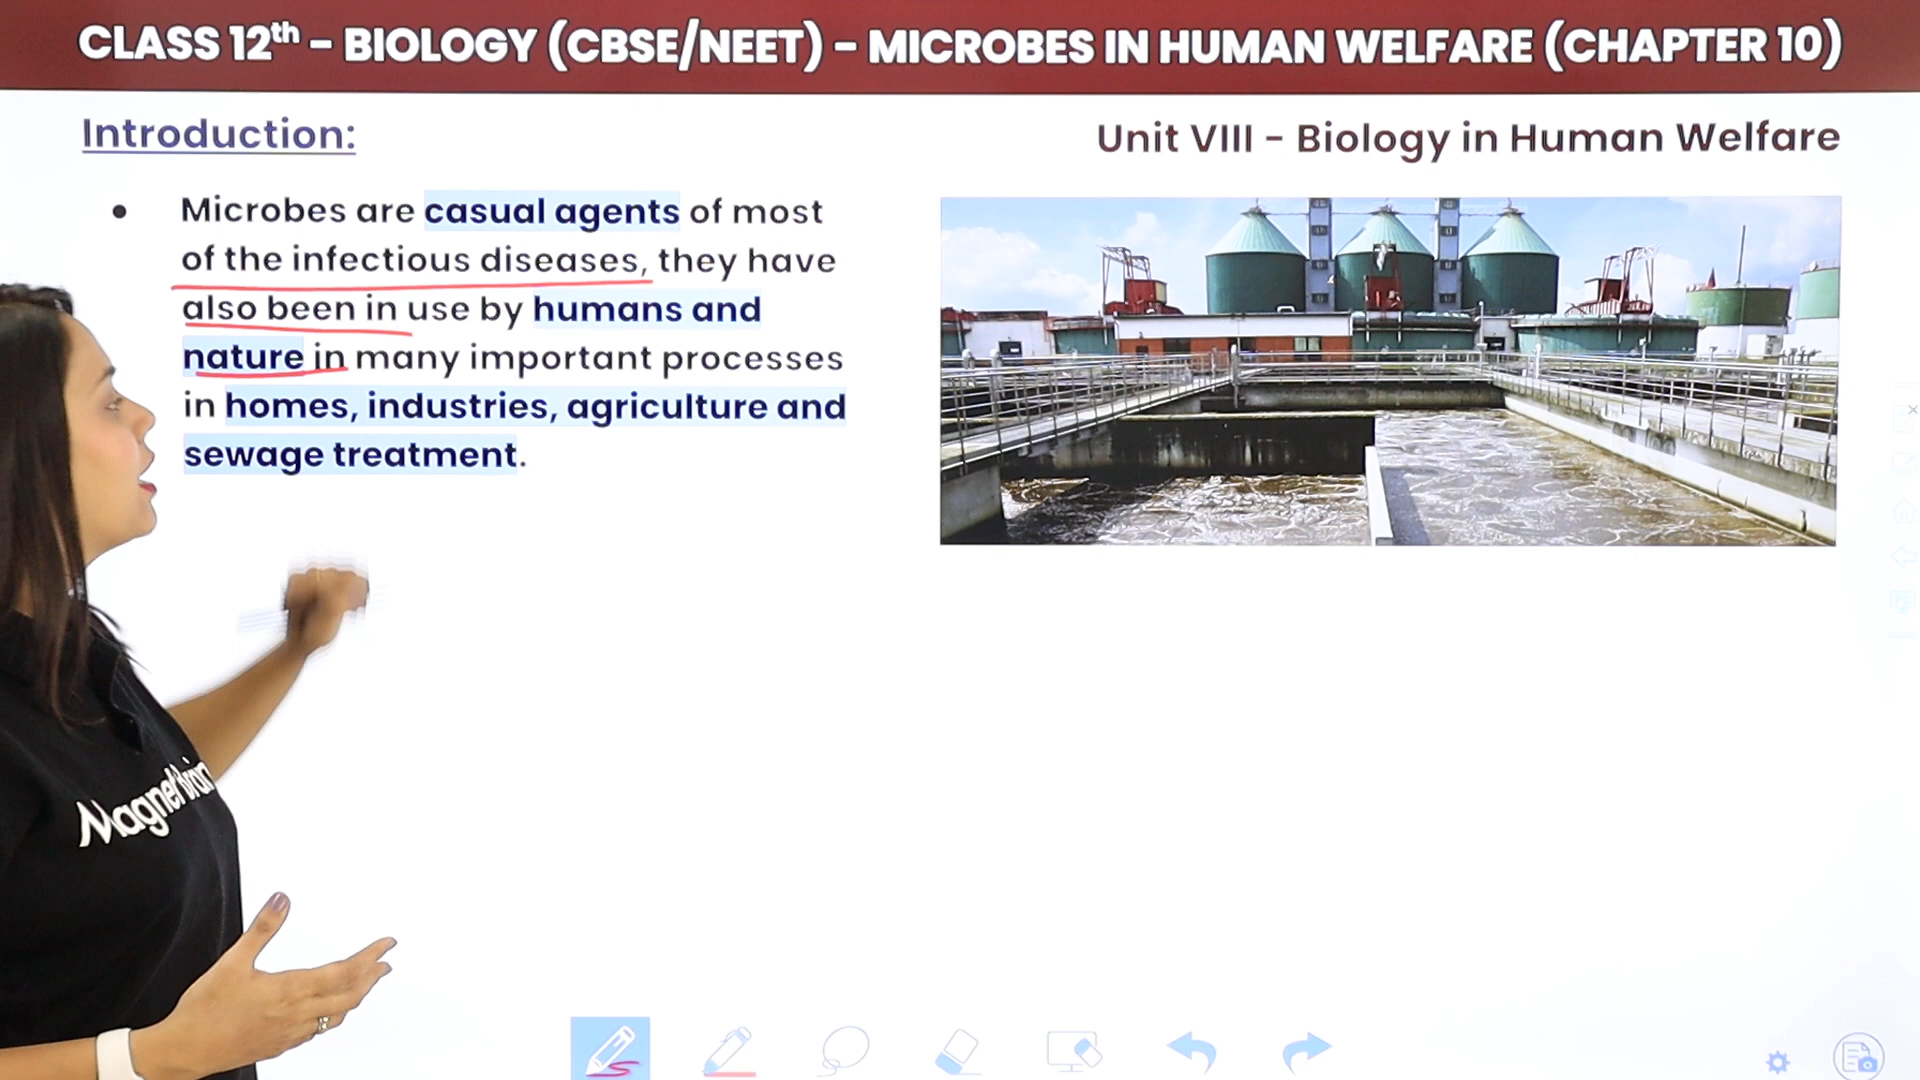 CLASS 12th – BIOLOGY (CBSE/NEET) – MICROBES IN HUMAN WELFARE (CHAPTER 10)
Introduction:
Unit VIII – Biology in Human Welfare
• Microbes are casual agents of most
of the infectious diseases, they have
also been in use by humans and
nature in many important processes
in homes, industries, agriculture and
sewage treatment.
Magnet Brain